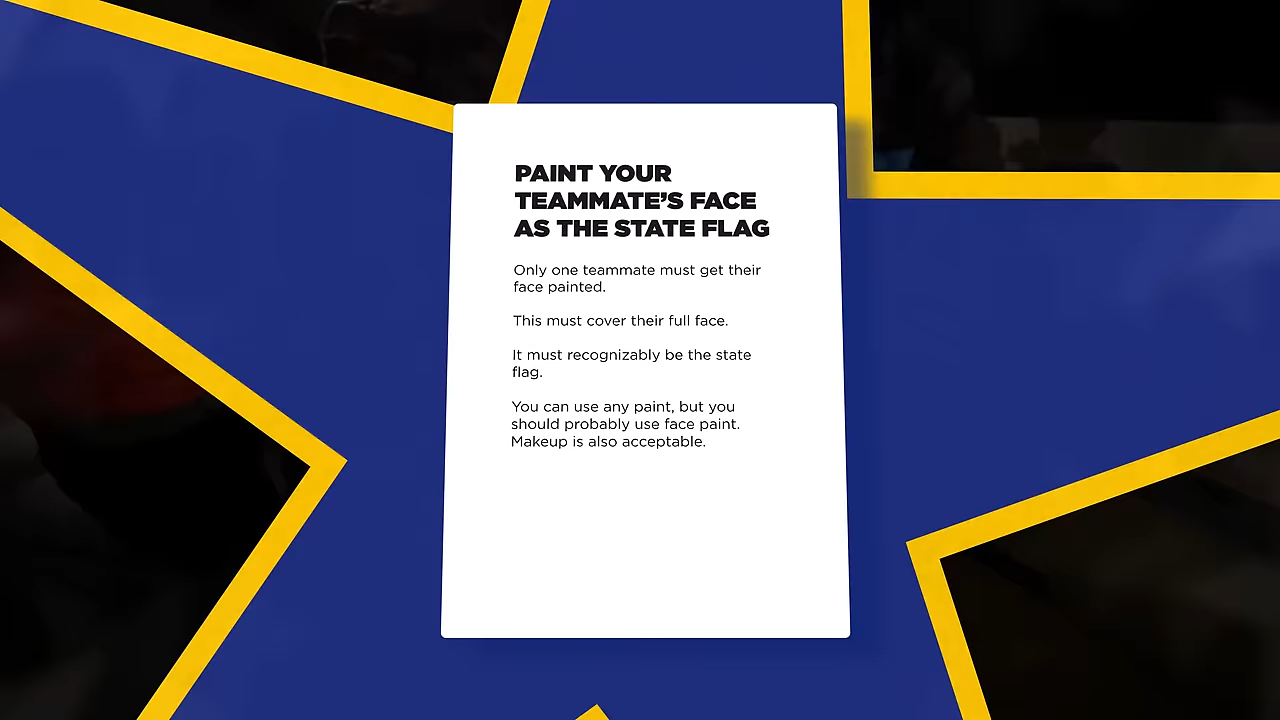 PAINT YOUR
TEAMMATE'S FACE
AS THE STATE FLAG
Only one teammate must get their
face painted.
This must cover their full face.
It must recognizably be the state
flag.
You can use any paint, but you
should probably use face paint.
Makeup is also acceptable.